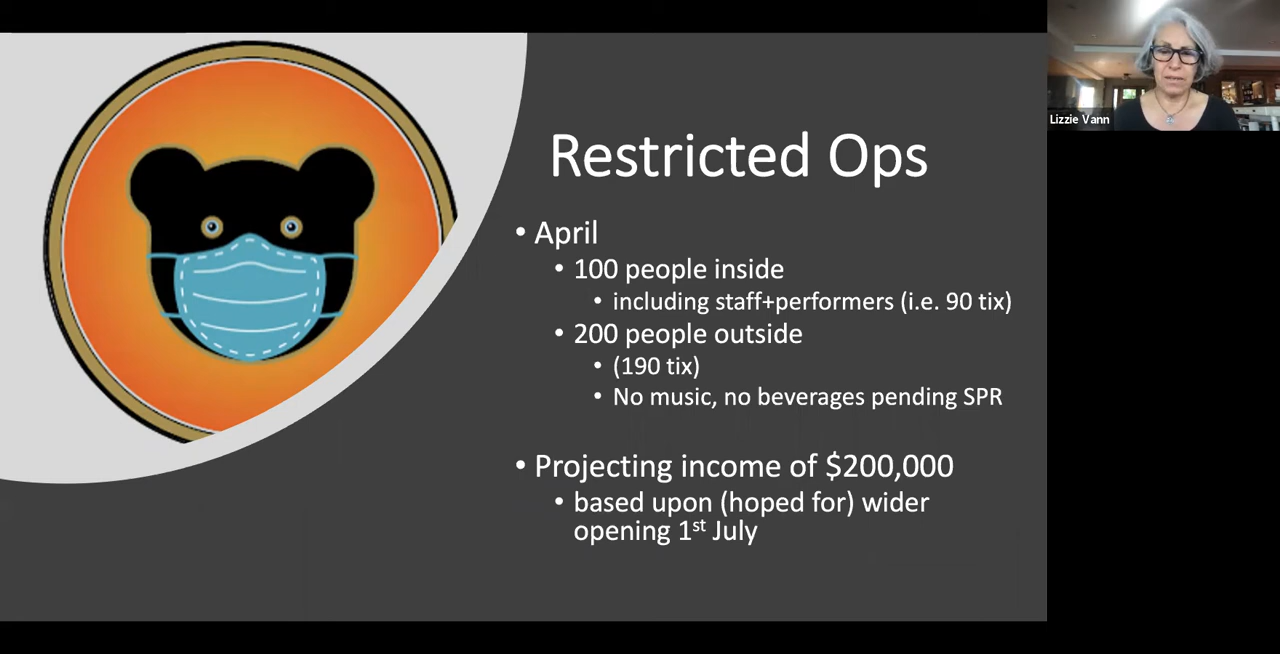 Restricted Ops
• April
• 100 people inside
• including staff+performers (i.e. 90 tix)
• 200 people outside
• (190 tix)
• No music, no beverages pending SPR
• Projecting income of $200,000
• based upon (hoped for) wider
opening 1st July
Lizzie Vann